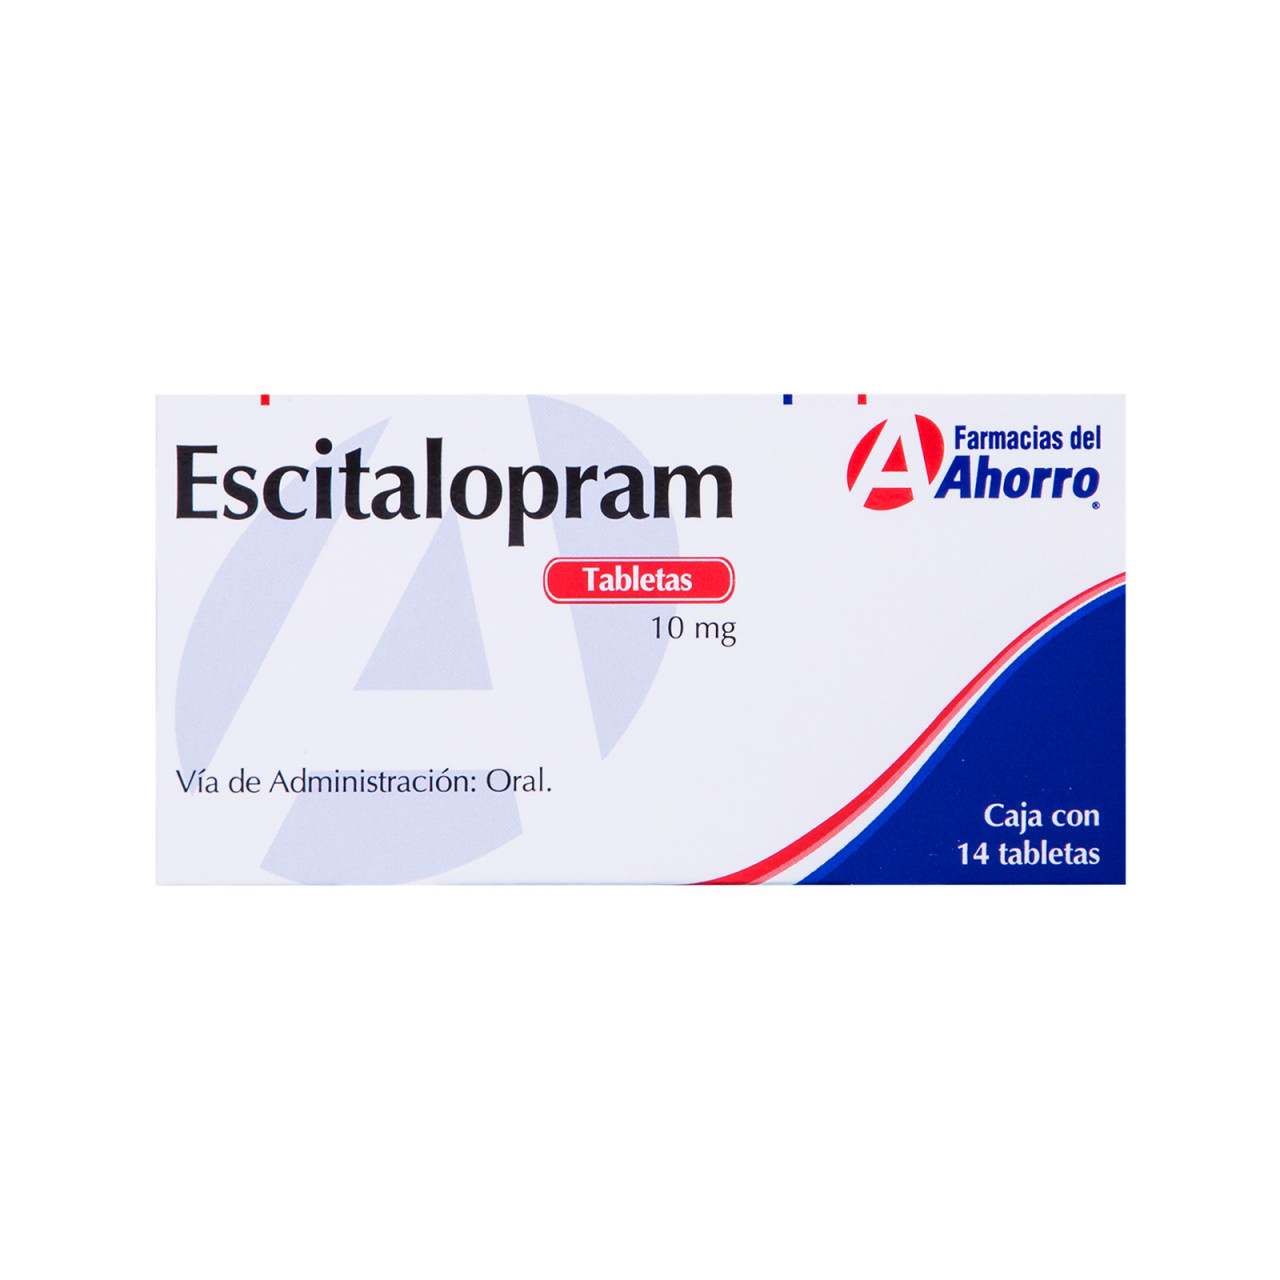 Escitalopram
Farmacias del
Ahorro®
Tabletas
10 mg
Vía de Administración: Oral.
Caja con
14 tabletas